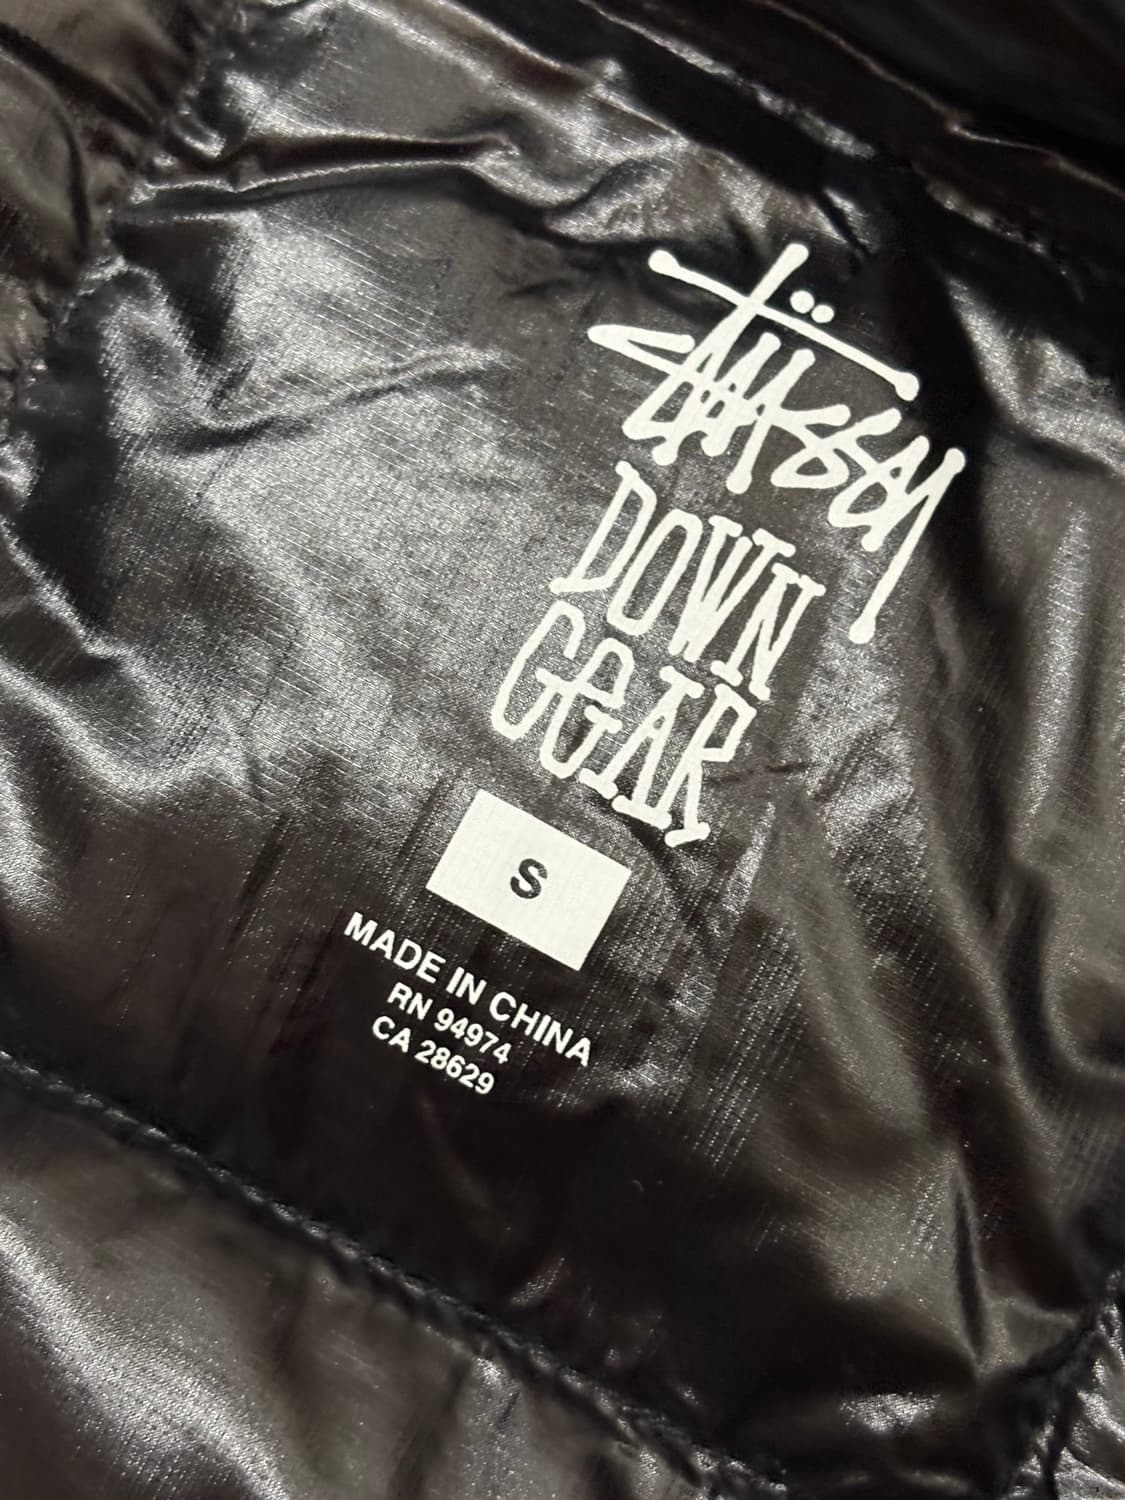 Stüssy
DOWN
GEAR
S
MADE IN CHINA
RN 94974
CA 28629